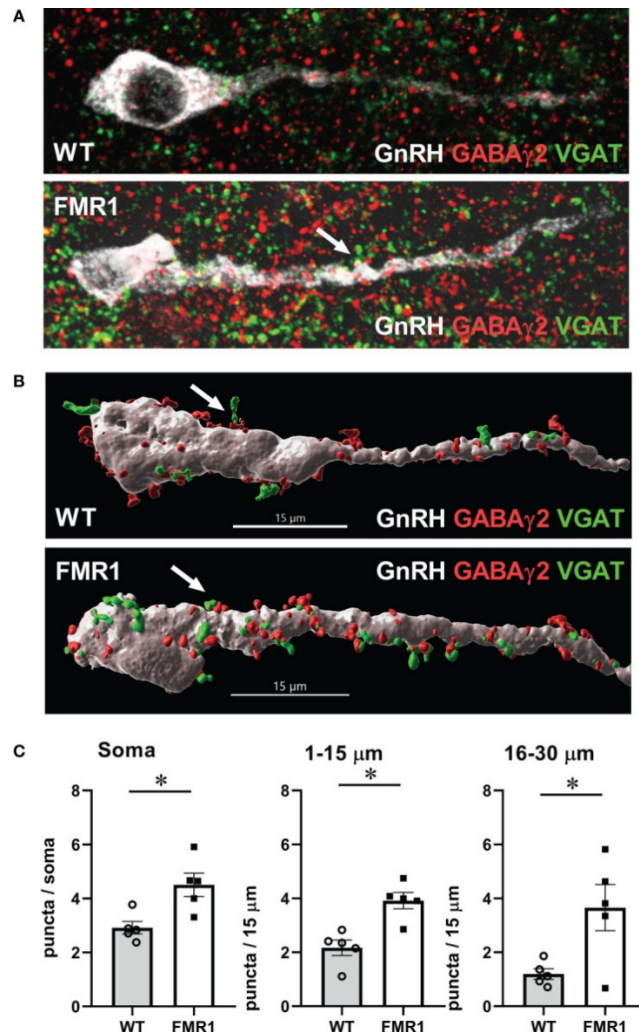 A
WT
GnRH GABAγ2 VGAT
FMR1
GnRH GABAγ2 VGAT
B
15 µm
WT
GnRH GABAγ2 VGAT
FMR1
GnRH GABAγ2 VGAT
15 µm
C
Soma
1-15 µm
16-30 µm
*
*
*
puncta / soma
8
6
4
2
0
WT
FMR1
puncta / 15 µm
8
6
4
2
0
WT
FMR1
puncta / 15 µm
8
6
4
2
0
WT
FMR1